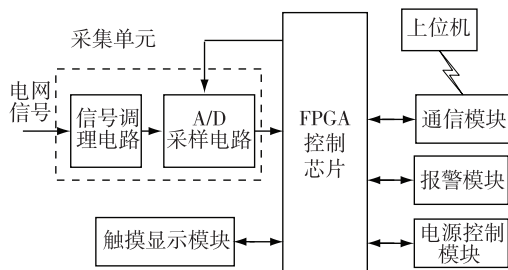 采集单元
电网
信号
信号调
理电路
A/D
采样电路
FPGA
控制
芯片
上位机
通信模块
报警模块
电源控制
模块
触摸显示模块